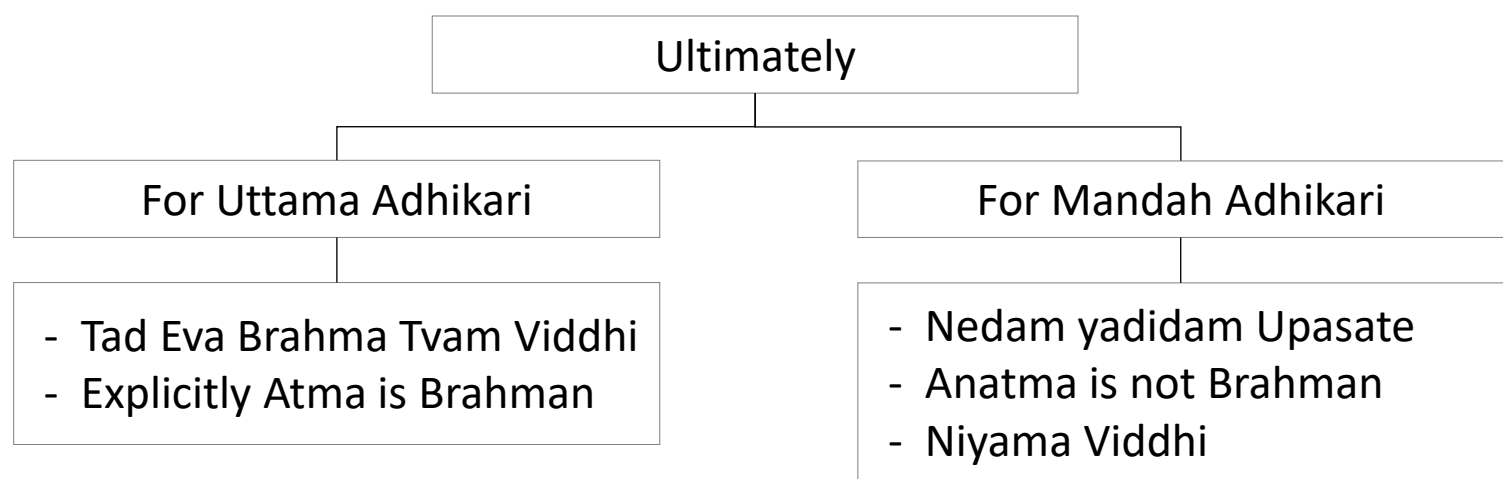 Ultimately
For Uttama Adhikari
For Mandah Adhikari
- Tad Eva Brahma Tvam Viddhi
- Explicitly Atma is Brahman
- Nedam yadidam Upasate
- Anatma is not Brahman
- Niyama Viddhi